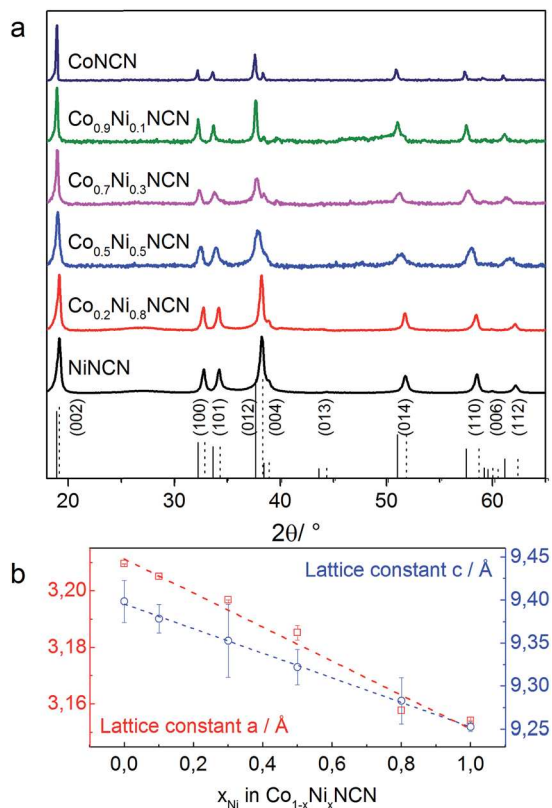 a
CoNCN
Co0.9Ni0.1NCN
Co0.7Ni0.3NCN
Co0.5Ni0.5NCN
Co0.2Ni0.8NCN
NiNCN
(002)
(100)
(101)
(012)
(004)
(013)
(014)
(110)
(006)
(112)
20 30 40 50 60
2θ/ °
b
Lattice constant c / Å
Lattice constant a / Å
3,20
3,18
3,16
9,45
9,40
9,35
9,30
9,25
0,0 0,2 0,4 0,6 0,8 1,0
xNi in Co1-xNixNCN